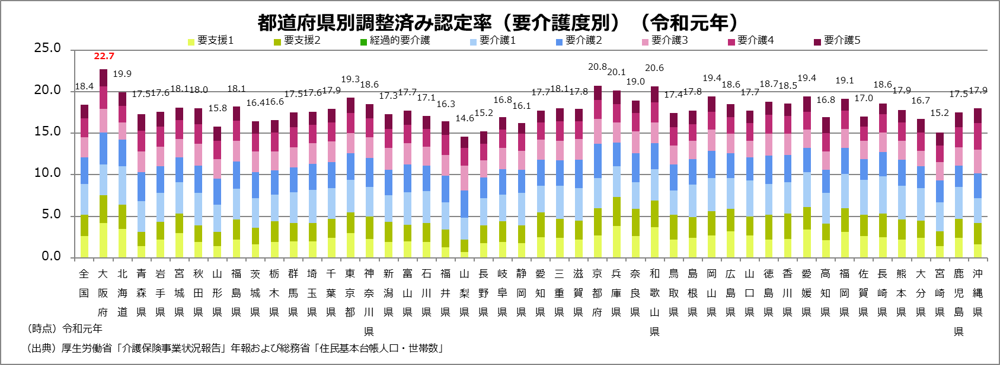 都道府県別調整済み認定率（要介護度別）（令和元年）
要支援1 要支援2 経過的要介護 要介護1 要介護2 要介護3 要介護4 要介護5
25.0
20.0
15.0
10.0
5.0
0.0
18.4 22.7 19.9 17.5 17.6 18.1 18.0 15.8 18.1 16.4 16.6 17.5 17.6 17.9 19.3 18.6 17.3 17.7 17.1 16.3 14.6 15.2 16.8 16.1 17.7 18.1 17.8 20.8 20.1 19.0 20.6 17.4 17.8 19.4 18.6 17.7 18.7 18.5 19.4 16.8 19.1 17.0 18.6 17.9 16.7 15.2 17.5 17.9
全国 大阪府 北海道 青森県 岩手県 宮城県 秋田県 山形県 福島県 茨城県 栃木県 群馬県 埼玉県 千葉県 東京都 神奈川県 新潟県 富山県 石川県 福井県 山梨県 長野県 岐阜県 静岡県 愛知県 三重県 滋賀県 京都府 兵庫県 奈良県 和歌山県 鳥取県 島根県 岡山県 広島県 山口県 徳島県 香川県 愛媛県 高知県 福岡県 佐賀県 長崎県 熊本県 大分県 宮崎県 鹿児島県 沖縄県
（時点）令和元年
（出典）厚生労働省「介護保険事業状況報告」年報および総務省「住民基本台帳人口・世帯数」